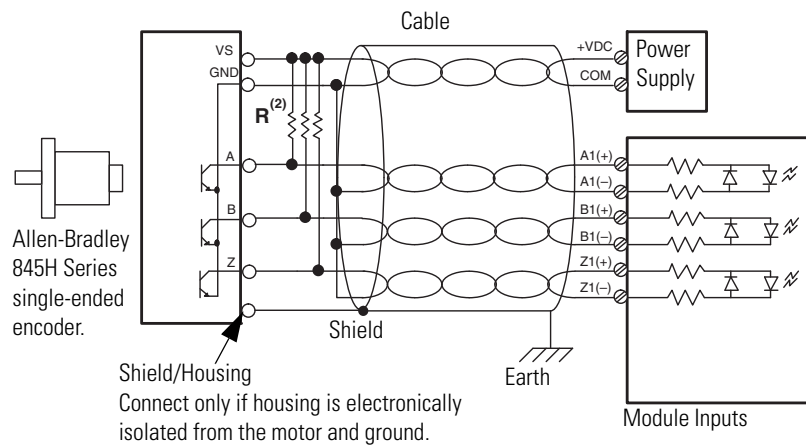 Cable
VS
GND
R(2)
A
B
Z
+VDC
COM
Power
Supply
A1(+)
A1(–)
B1(+)
B1(–)
Z1(+)
Z1(–)
Allen-Bradley
845H Series
single-ended
encoder.
Shield
Earth
Shield/Housing
Connect only if housing is electronically
isolated from the motor and ground.
Module Inputs